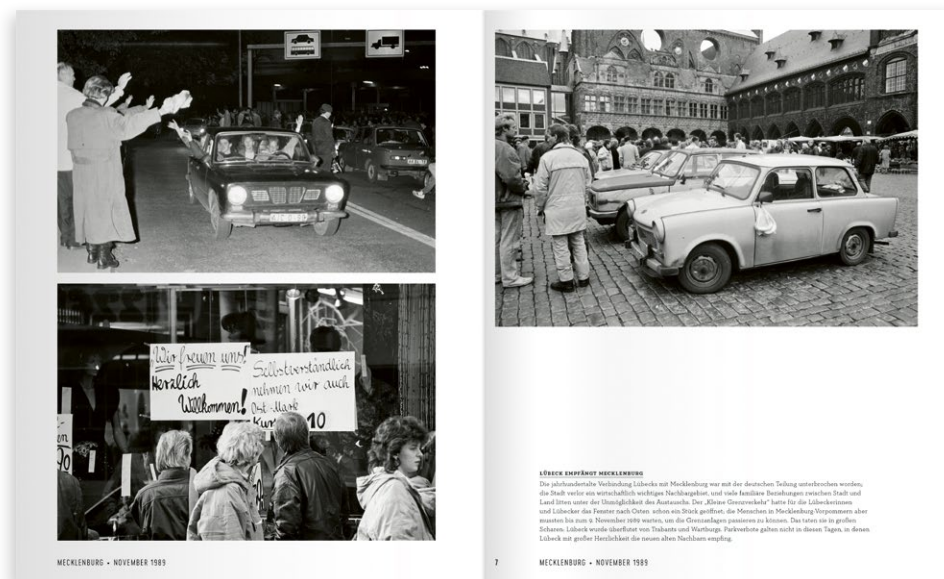 Wir freuen uns!
Herzlich
Willkommen!
Selbstverständlich
nehmen wir auch
Ost-Mark
10
MECKLENBURG • NOVEMBER 1989
LÜBECK EMPFÄNGT MECKLENBURG
Die jahrhundertalte Verbindung Lübecks mit Mecklenburg war mit der deutschen Teilung unterbrochen worden;
die Stadt verlor ein wirtschaftlich wichtiges Nachbargebiet, und viele familiäre Beziehungen zwischen Stadt und
Land litten unter der Unmöglichkeit des Austauschs. Der „Kleine Grenzverkehr“ hatte für die Lübeckerinnen
und Lübecker das Fenster nach Osten schon ein Stück geöffnet; die Menschen in Mecklenburg-Vorpommern aber
mussten bis zum 9. November 1989 warten, um die Grenzanlagen passieren zu können. Das taten sie in großen
Scharen: Lübeck wurde überflutet von Trabants und Wartburgs. Parkverbote galten nicht in diesen Tagen, in denen
Lübeck mit großer Herzlichkeit die neuen alten Nachbarn empfing.
7
MECKLENBURG • NOVEMBER 1989